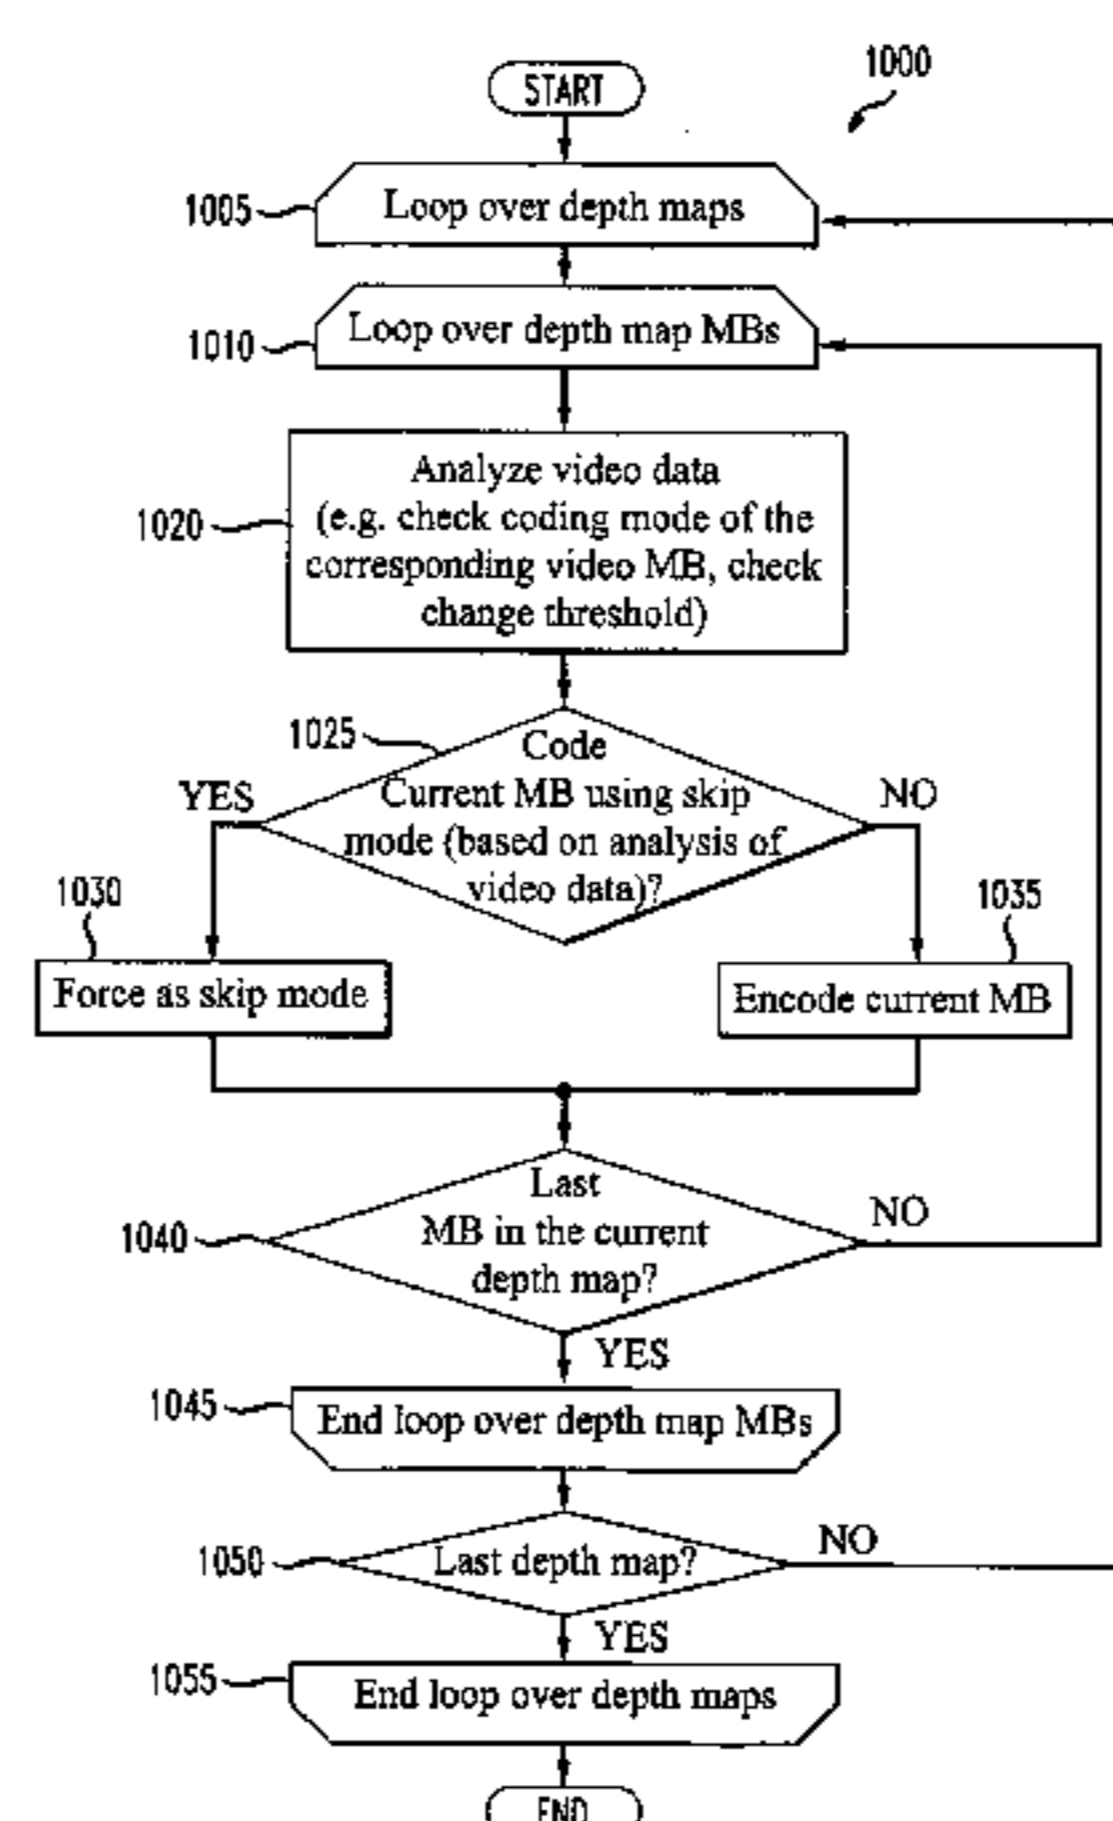 START
1000
1005
Loop over depth maps
1010
Loop over depth map MBs
1020
Analyze video data
(e.g. check coding mode of the
corresponding video MB, check
change threshold)
1025
Code
Current MB using skip
mode (based on analysis of
video data)?
YES
NO
1030
Force as skip mode
1035
Encode current MB
1040
Last
MB in the current
depth map?
NO
YES
1045
End loop over depth map MBs
1050
Last depth map?
NO
YES
1055
End loop over depth maps
END